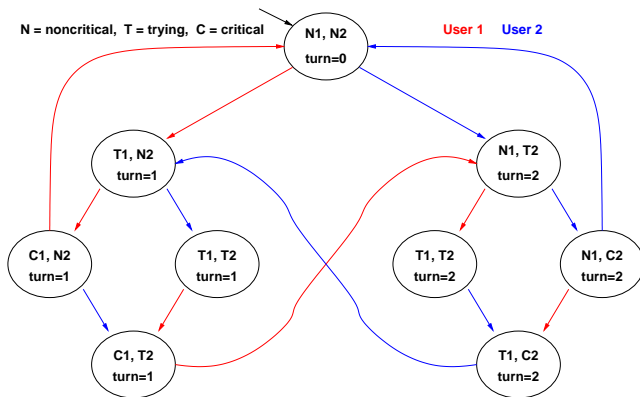 N = noncritical, T = trying, C = critical
User 1 User 2
N1, N2
turn=0
T1, N2
turn=1
N1, T2
turn=2
C1, N2
turn=1
T1, T2
turn=1
T1, T2
turn=2
N1, C2
turn=2
C1, T2
turn=1
T1, C2
turn=2